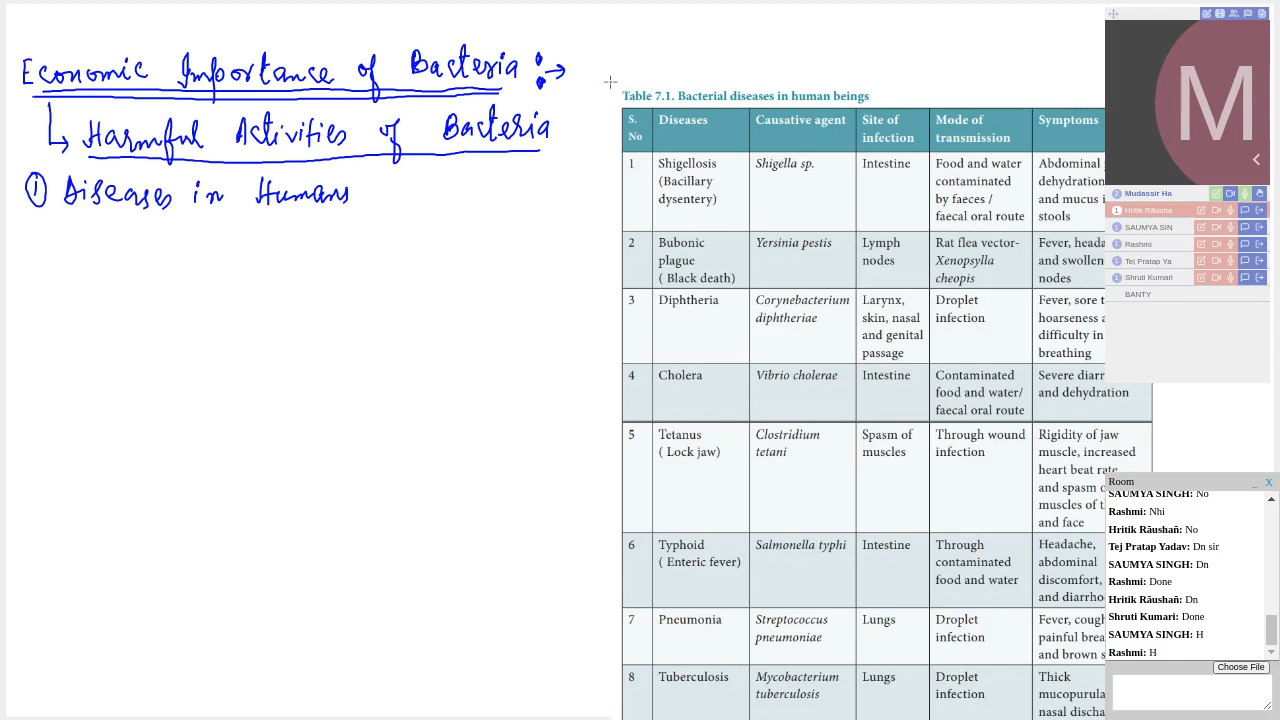 Economic Importance of Bacteria :→
↳ Harmful Activities of Bacteria
① Diseases in Humans
Table 7.1. Bacterial diseases in human beings
S. No | Diseases | Causative agent | Site of infection | Mode of transmission | Symptoms
1 | Shigellosis (Bacillary dysentery) | Shigella sp. | Intestine | Food and water contaminated by faeces / faecal oral route | Abdominal dehydration and mucus stools
2 | Bubonic plague ( Black death) | Yersinia pestis | Lymph nodes | Rat flea vector- Xenopsylla cheopis | Fever, and swollen nodes
3 | Diphtheria | Corynebacterium diphtheriae | Larynx, skin, nasal and genital passage | Droplet infection | Fever, sore hoarseness difficulty in breathing
4 | Cholera | Vibrio cholerae | Intestine | Contaminated food and water/ faecal oral route | Severe and dehydration
5 | Tetanus ( Lock jaw) | Clostridium tetani | Spasm of muscles | Through wound infection | Rigidity of jaw muscle, increased heart beat rate and spasm muscles of and face
6 | Typhoid ( Enteric fever) | Salmonella typhi | Intestine | Through contaminated food and water | Headache, abdominal discomfort, and
7 | Pneumonia | Streptococcus pneumoniae | Lungs | Droplet infection | Fever, painful and brown
8 | Tuberculosis | Mycobacterium tuberculosis | Lungs | Droplet infection | Thick nasal
M
Mudassir Ha
Hritik Râusha
SAUMYA SIN
Rashmi
Tej Pratap Ya
Shruti Kumari
BANTY
Room _ X
SAUMYA SINGH: No
Rashmi: Nhi
Hritik Râushañ: No
Tej Pratap Yadav: Dn sir
SAUMYA SINGH: Dn
Rashmi: Done
Hritik Râushañ: Dn
Shruti Kumari: Done
SAUMYA SINGH: H
Rashmi: H
Choose File